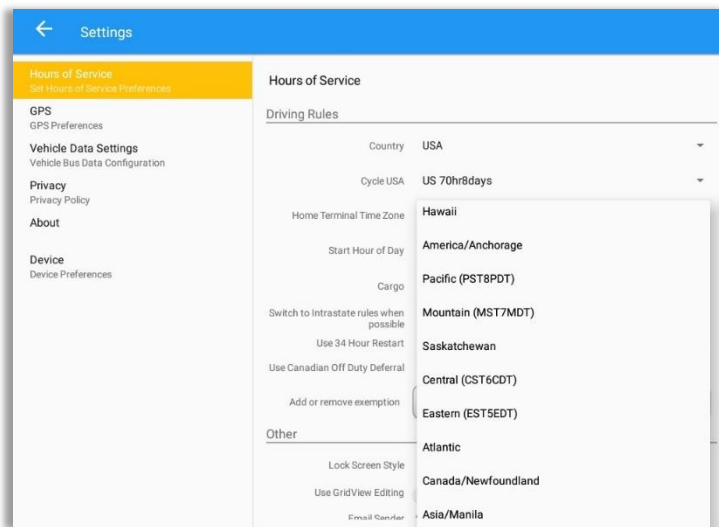 Settings
Hours of Service
Set Hours of Service Preferences
GPS
GPS Preferences
Vehicle Data Settings
Vehicle Bus Data Configuration
Privacy
Privacy Policy
About
Device
Device Preferences
Hours of Service
Driving Rules
Country USA
Cycle USA US 70hr8days
Home Terminal Time Zone
Start Hour of Day
Cargo
Switch to Intrastate rules when
possible
Use 34 Hour Restart
Use Canadian Off Duty Deferral
Add or remove exemption
Other
Lock Screen Style
Use GridView Editing
Email Sender
Hawaii
America/Anchorage
Pacific (PST8PDT)
Mountain (MST7MDT)
Saskatchewan
Central (CST6CDT)
Eastern (EST5EDT)
Atlantic
Canada/Newfoundland
Asia/Manila